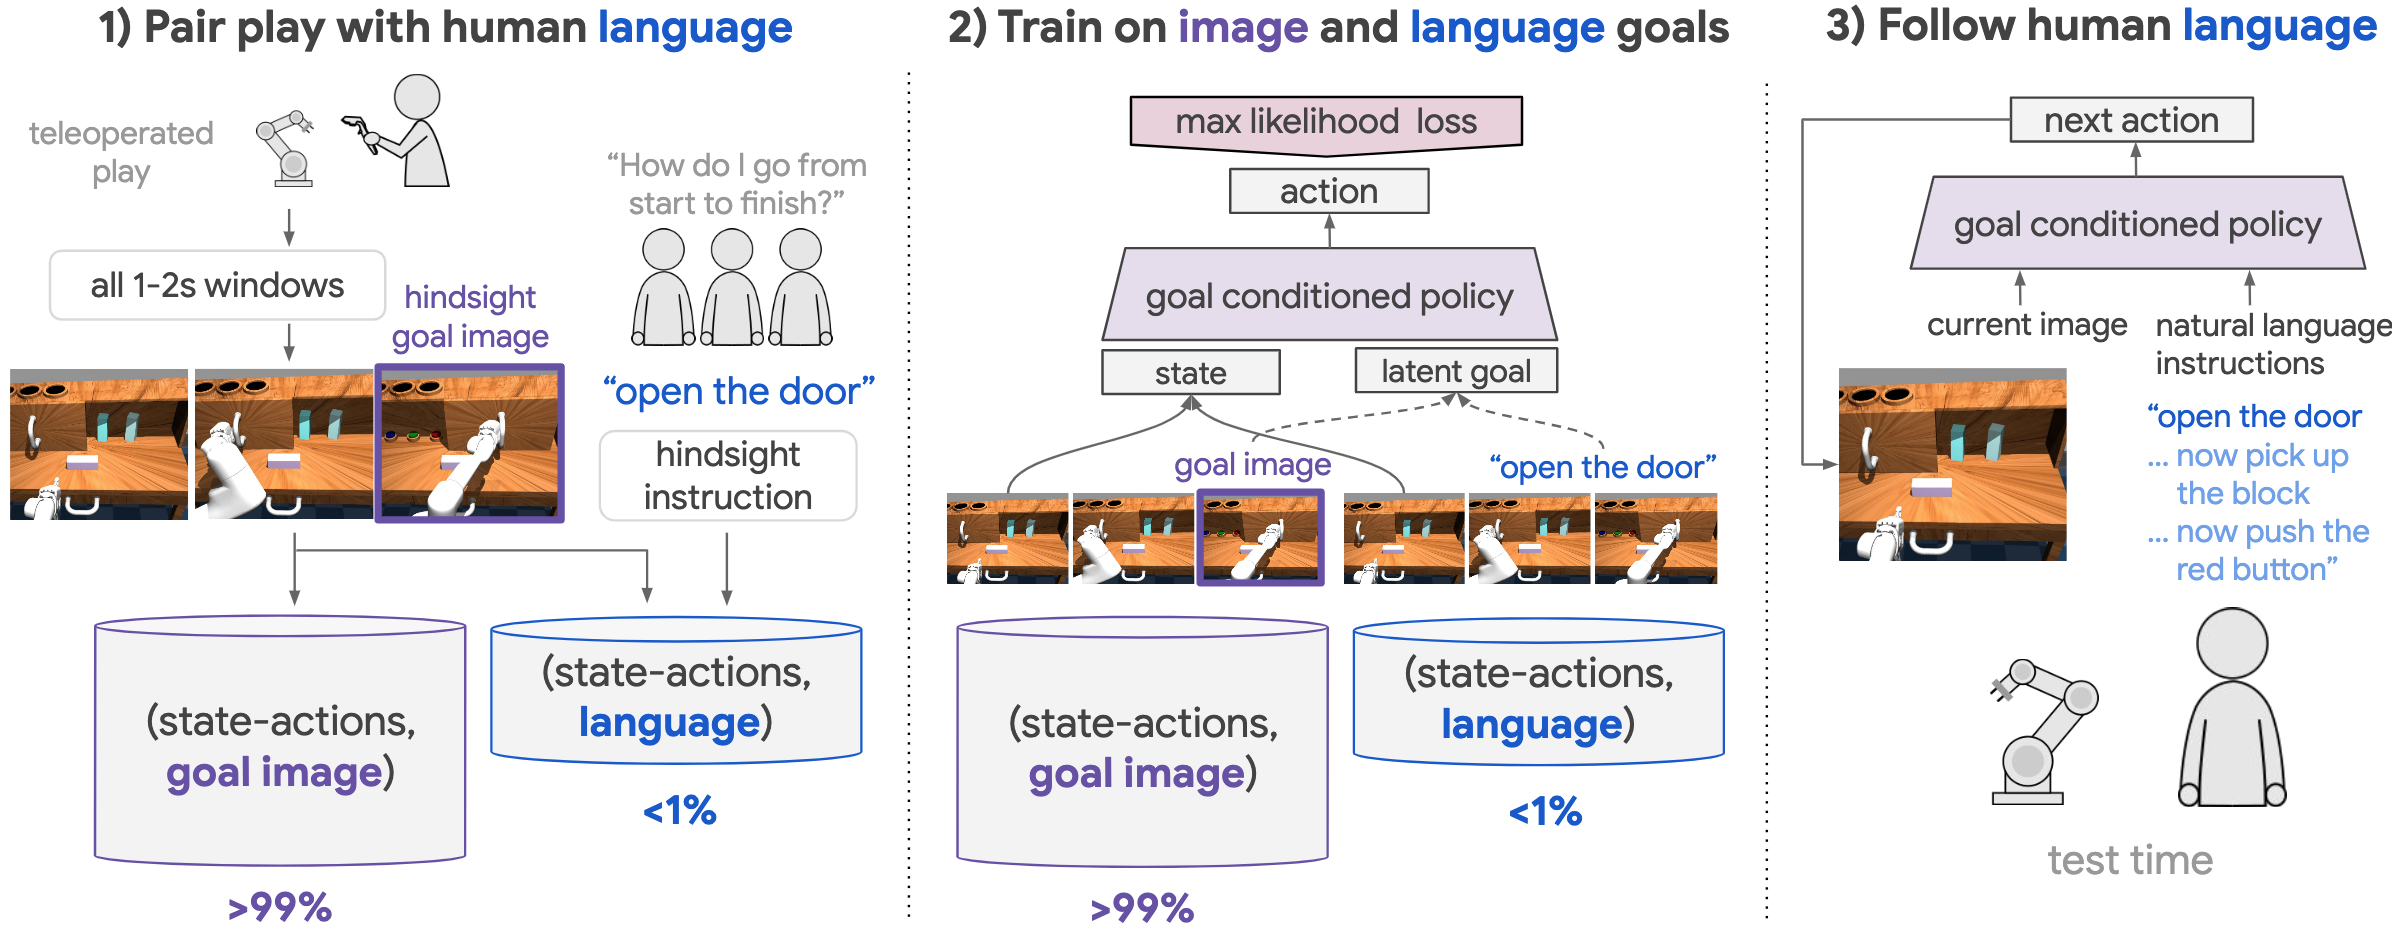 1) Pair play with human language
teleoperated
play
all 1-2s windows
hindsight
goal image
“How do I go from
start to finish?”
“open the door”
hindsight
instruction
(state-actions,
goal image)
>99%
(state-actions,
language)
<1%
2) Train on image and language goals
max likelihood loss
action
goal conditioned policy
state
latent goal
goal image
“open the door”
(state-actions,
goal image)
>99%
(state-actions,
language)
<1%
3) Follow human language
next action
goal conditioned policy
current image
natural language
instructions
“open the door
... now pick up
the block
... now push the
red button”
test time